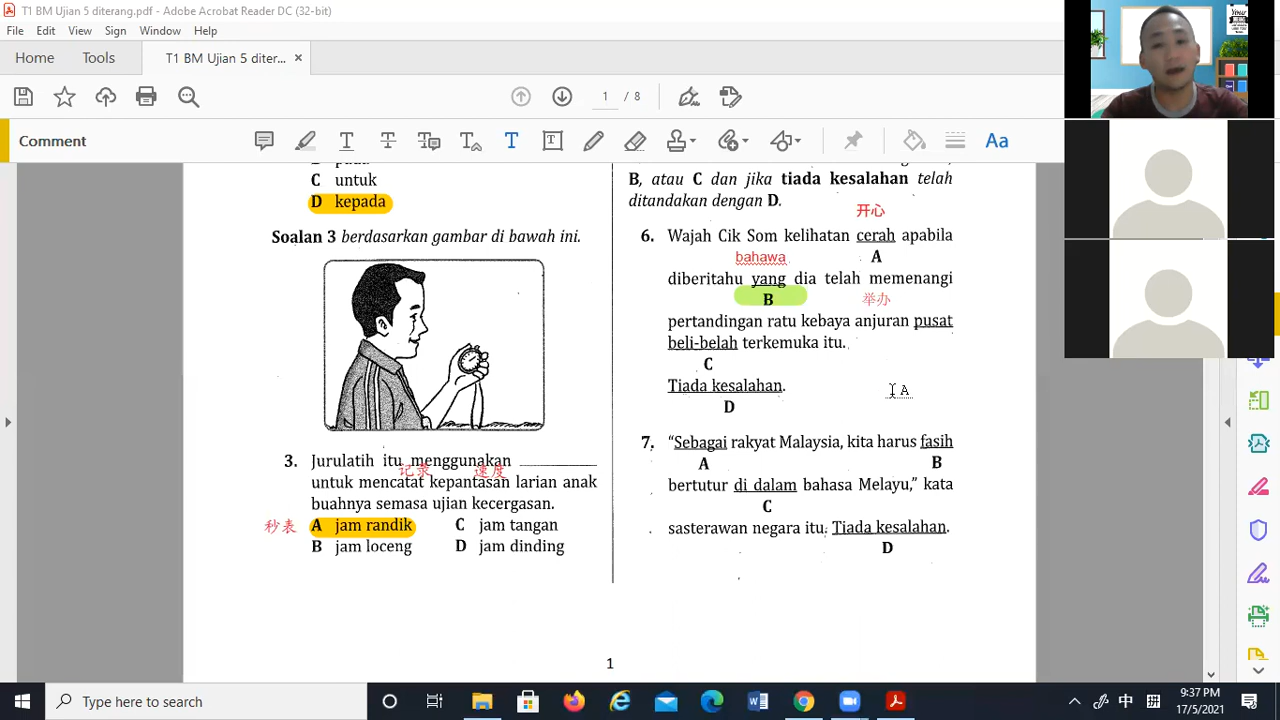 T1 BM Ujian 5 diterang.pdf - Adobe Acrobat Reader DC (32-bit)
File Edit View Sign Window Help
Home Tools T1 BM Ujian 5 diter... ×
1 / 8
Comment
C untuk
D kepada
Soalan 3 berdasarkan gambar di bawah ini.
3. Jurulatih itu menggunakan ________
记录 速度
untuk mencatat kepantasan larian anak
buahnya semasa ujian kecergasan.
秒表 A jam randik C jam tangan
B jam loceng D jam dinding
B, atau C dan jika tiada kesalahan telah
ditandakan dengan D.
开心
6. Wajah Cik Som kelihatan cerah apabila
bahawa A
diberitahu yang dia telah memenangi
B 举办
pertandingan ratu kebaya anjuran pusat
beli-belah terkemuka itu.
C
Tiada kesalahan.
D
A
7. “Sebagai rakyat Malaysia, kita harus fasih
A B
bertutur di dalam bahasa Melayu,” kata
C
sasterawan negara itu. Tiada kesalahan.
D
1
Type here to search
中 拼
9:37 PM
17/5/2021